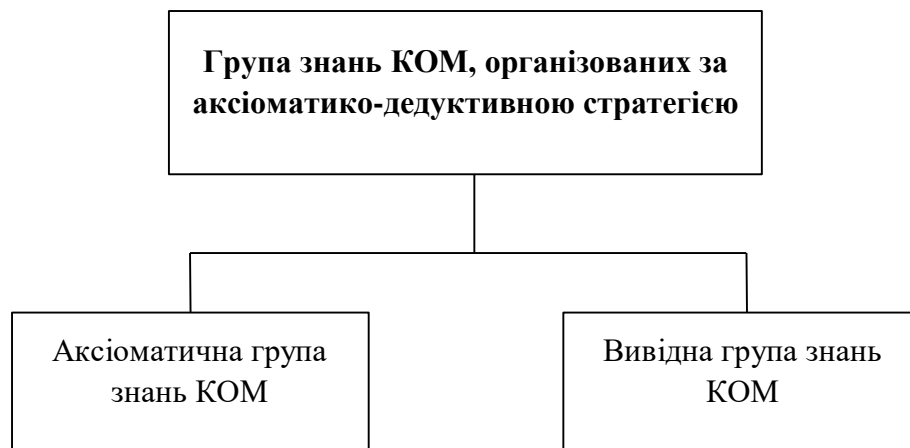 Група знань КОМ, організованих за
аксіоматико-дедуктивною стратегією
Аксіоматична група
знань КОМ
Вивідна група знань
КОМ